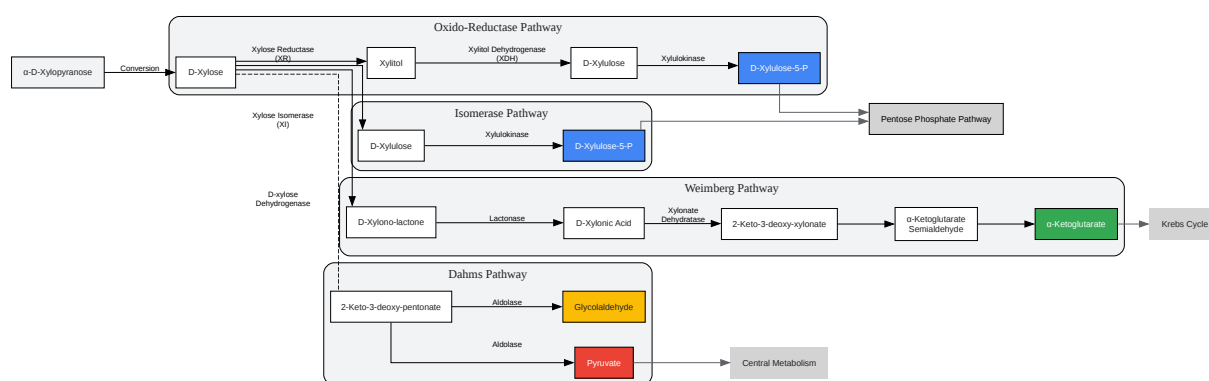 Oxido-Reductase Pathway
α-D-Xylopyranose
Conversion
D-Xylose
Xylose Reductase
(XR)
Xylitol
Xylitol Dehydrogenase
(XDH)
D-Xylulose
Xylulokinase
D-Xylulose-5-P
Xylose Isomerase
(XI)
Isomerase Pathway
D-Xylulose
Xylulokinase
D-Xylulose-5-P
Pentose Phosphate Pathway
D-xylose
Dehydrogenase
Weimberg Pathway
D-Xylono-lactone
Lactonase
D-Xylonic Acid
Xylonate
Dehydratase
2-Keto-3-deoxy-xylonate
α-Ketoglutarate
Semialdehyde
α-Ketoglutarate
Krebs Cycle
Dahms Pathway
2-Keto-3-deoxy-pentonate
Aldolase
Glycolaldehyde
Aldolase
Pyruvate
Central Metabolism